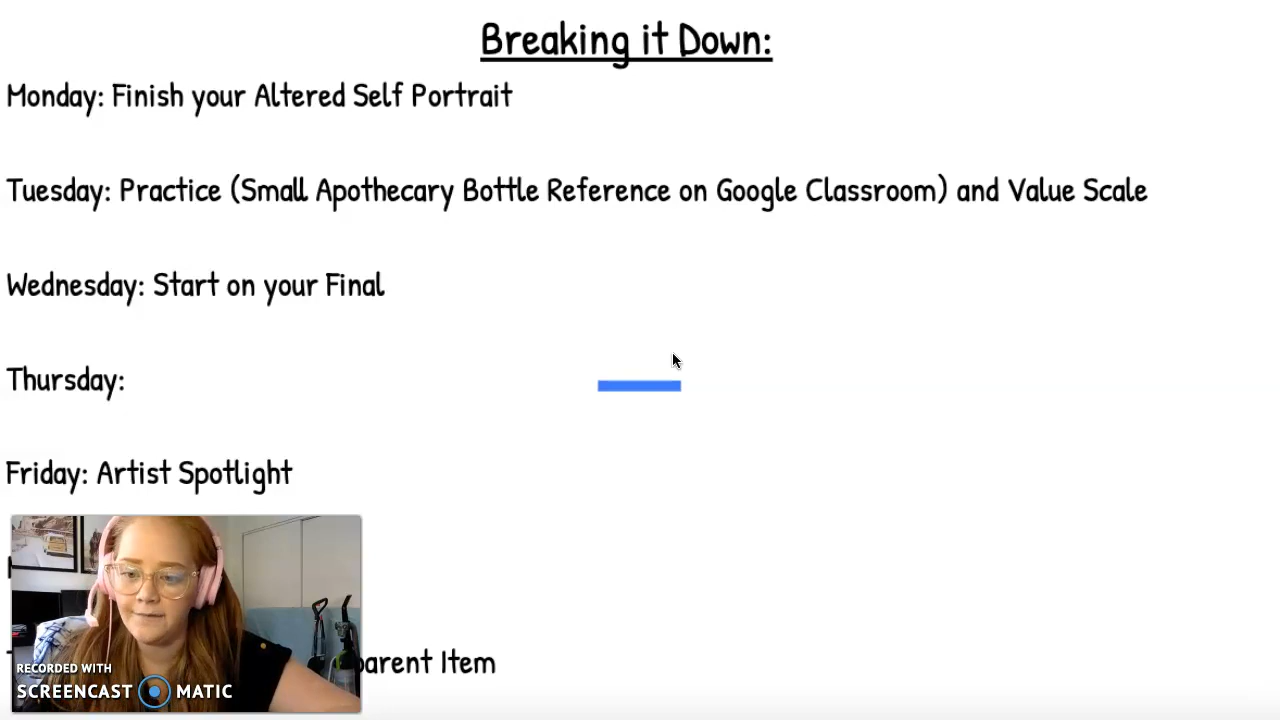 Breaking it Down:
Monday: Finish your Altered Self Portrait
Tuesday: Practice (Small Apothecary Bottle Reference on Google Classroom) and Value Scale
Wednesday: Start on your Final
Thursday:
Friday: Artist Spotlight
Item
RECORDED WITH
SCREENCAST MATIC